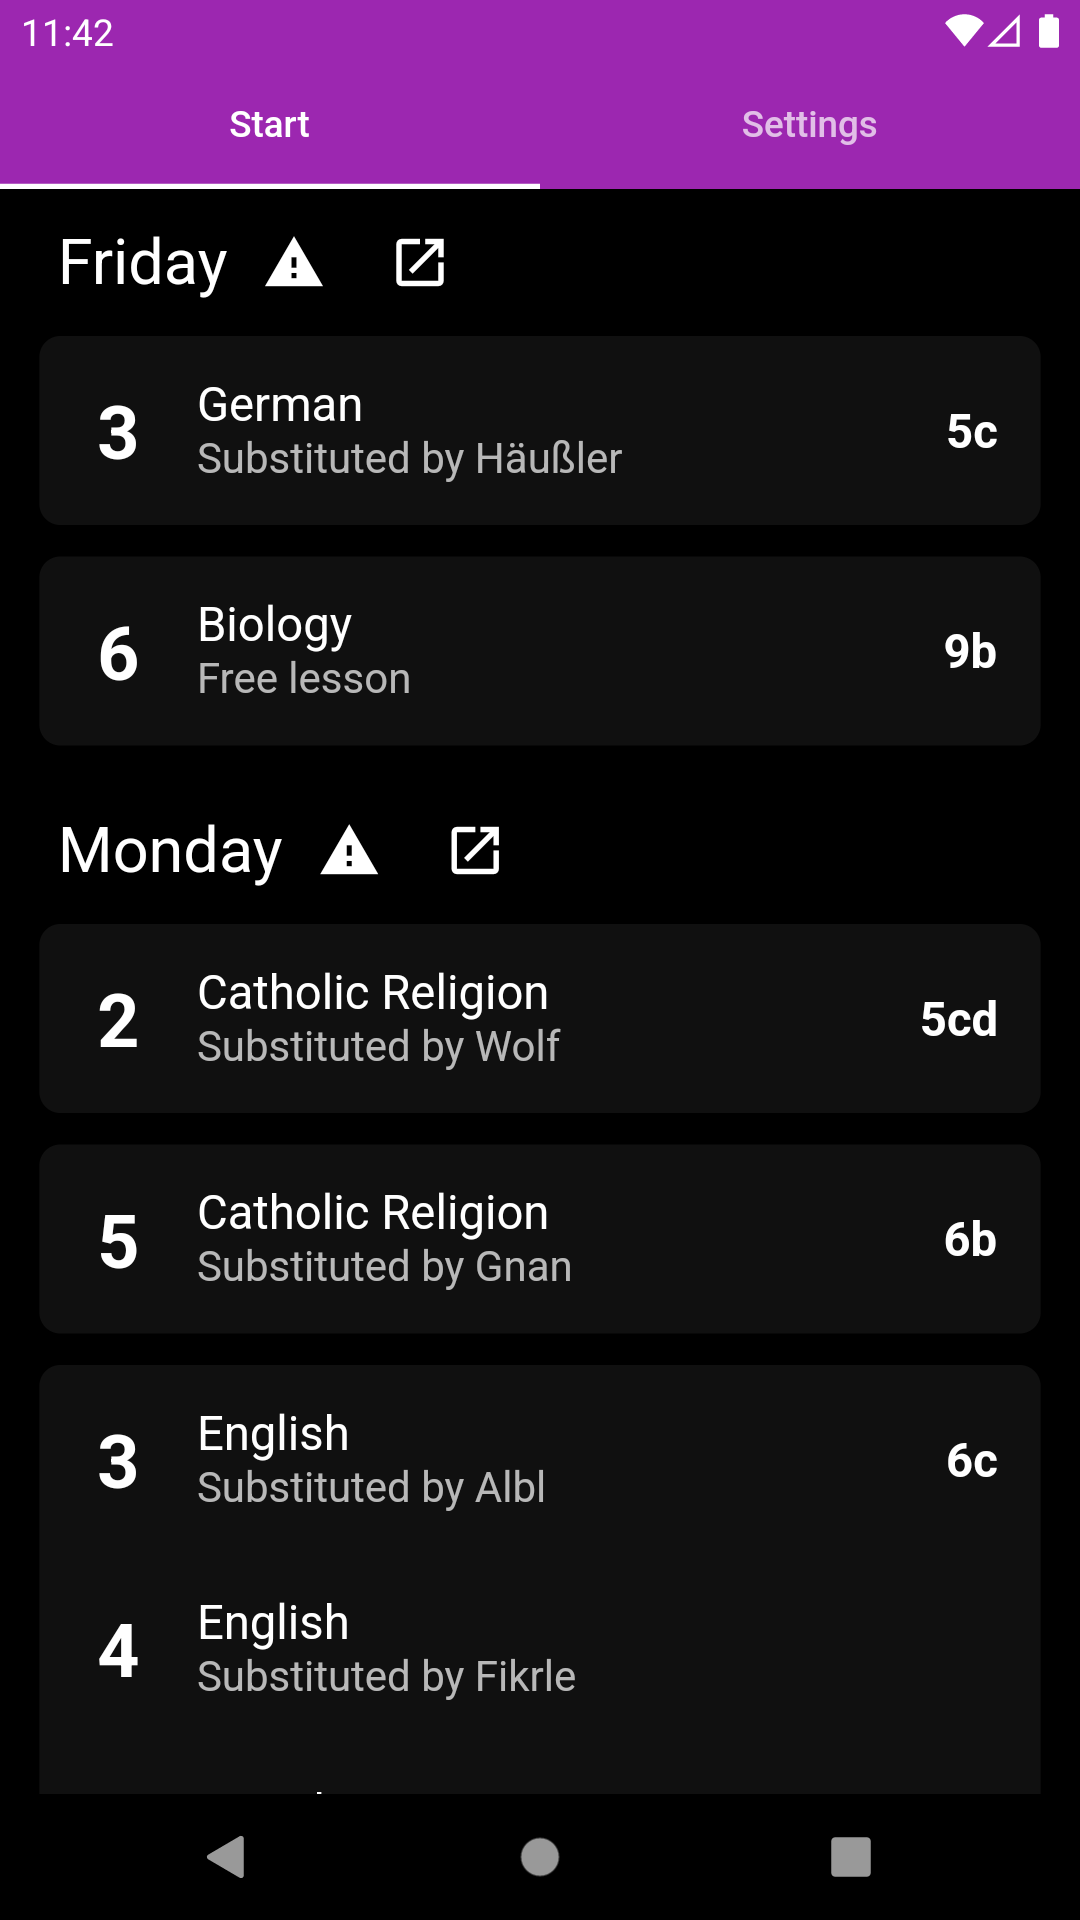 11:42
Start
Settings
Friday
3
German
Substituted by Häußler
5c
6
Biology
Free lesson
9b
Monday
2
Catholic Religion
Substituted by Wolf
5cd
5
Catholic Religion
Substituted by Gnan
6b
3
English
Substituted by Albl
6c
4
English
Substituted by Fikrle